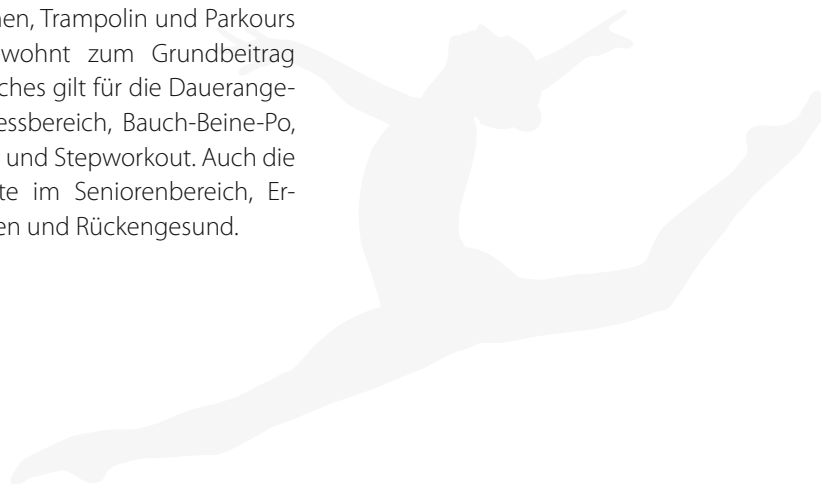 nen, Trampolin und Parkours
wohnt zum Grundbeitrag
ches gilt für die Dauerange-
essbereich, Bauch-Beine-Po,
und Stepworkout. Auch die
te im Seniorenbereich, Er-
en und Rückengesund.